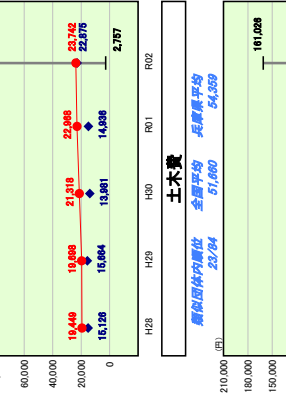 60,000
40,000
20,000
0
19,449
19,698
21,318
22,968
23,742
22,875
15,126
15,664
13,981
14,936
2,757
H28
H29
H30
R01
R02
土木費
類似団体内順位
23/84
全国平均
51,660
兵庫県平均
54,359
(円)
210,000
180,000
150,000
161,026